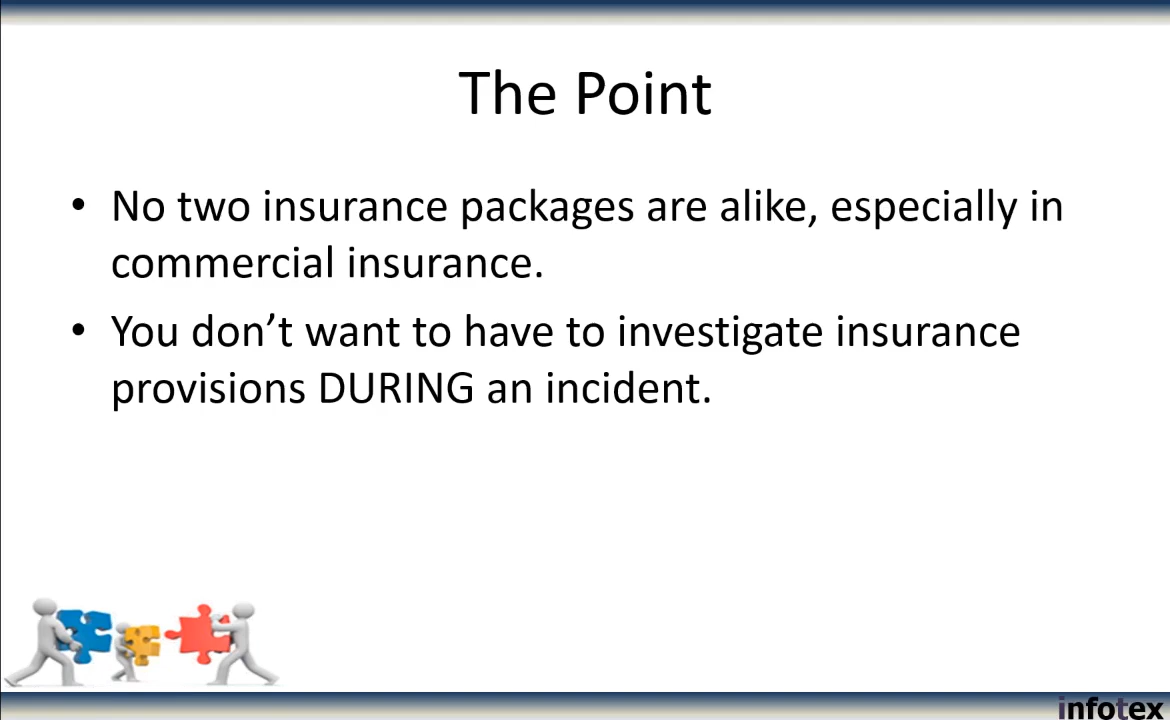 The Point
• No two insurance packages are alike, especially in
commercial insurance.
• You don’t want to have to investigate insurance
provisions DURING an incident.
infotex